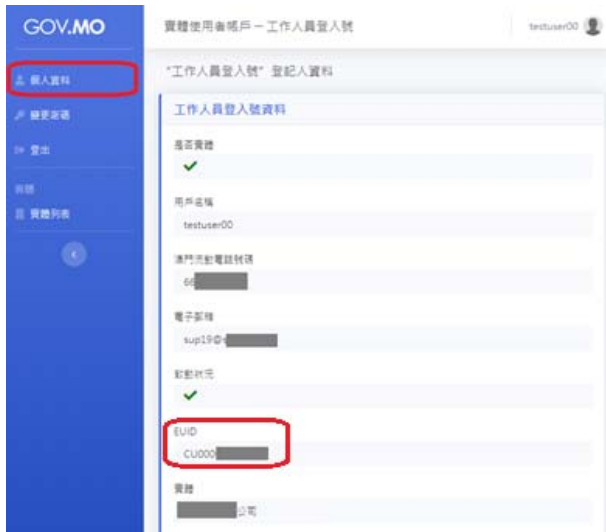 GOV.MO
實體使用者帳戶 － 工作人員登入號
testuser00
個人資料
變更密碼
登出
實體
實體列表
"工作人員登入號" 登記人資料
工作人員登入號資料
是否實體
用戶名稱
testuser00
澳門流動電話號碼
66
電子郵箱
sup19@
啟動狀況
EUID
CU000
實體
公司